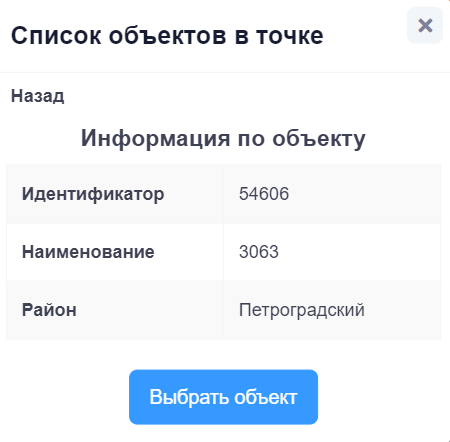 Список объектов в точке
Назад
Информация по объекту
Идентификатор 54606
Наименование 3063
Район Петроградский
Выбрать объект